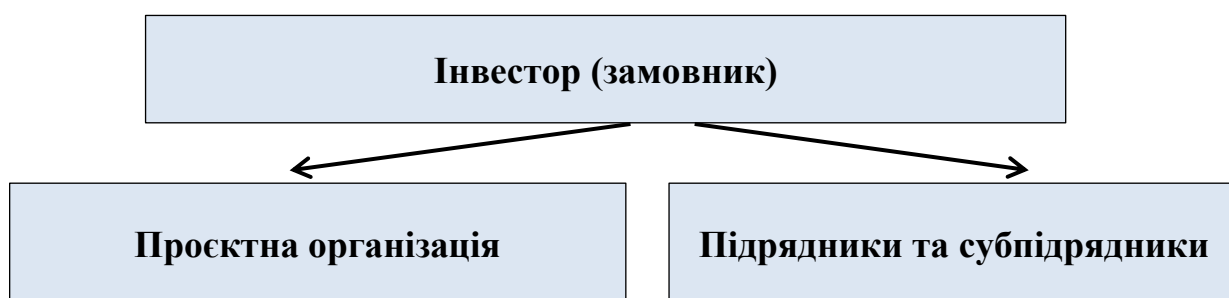 Інвестор (замовник)
Проєктна організація
Підрядники та субпідрядники